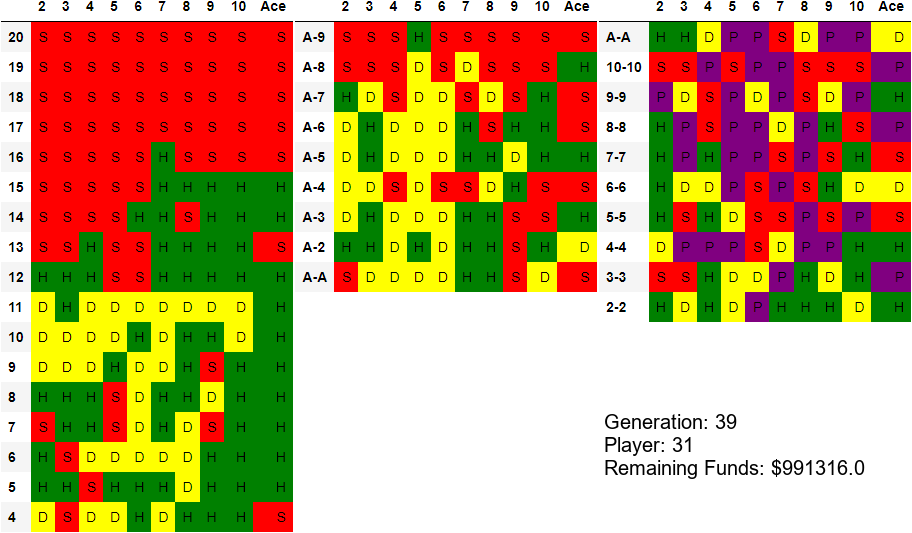 2 3 4 5 6 7 8 9 10 Ace 2 3 4 5 6 7 8 9 10 Ace 2 3 4 5 6 7 8 9 10 Ace
20 S S S S S S S S S S A-9 S S S H S S S S S S A-A H H D P P S D P P D
19 S S S S S S S S S S A-8 S S S D S D S S S H 10-10 S S P S P P S S S P
18 S S S S S S S S S S A-7 H D S D D S D S H S 9-9 P D S P D P S D P H
17 S S S S S S S S S S A-6 D H D D D H S H H S 8-8 H P S P P D P H S P
16 S S S S S H S S S S A-5 D H D D D H H D H H 7-7 H P H P P S P S H S
15 S S S S S H H H H H A-4 D D S D S S D H S S 6-6 H D D P S P S H D D
14 S S S S H H S H H H A-3 D H D D D H H S S H 5-5 H S H D S S P S P S
13 S S H S S H H H H S A-2 H H D H D H H S H D 4-4 D P P P S D P P H H
12 H H H S S H H H H H A-A S D D D D H H S D S 3-3 S S H D D P H D H P
11 D H D D D D D D D H 2-2 H D H D P H H H D H
10 D D D D H D H H D H
9 D D D H D D H S H H
8 H H H S D H H D H H
7 S H H S D H D S H H
6 H S D D D D D H H H
5 H H S H H H D H H H
4 D S D D H D H H H S
Generation: 39
Player: 31
Remaining Funds: $991316.0